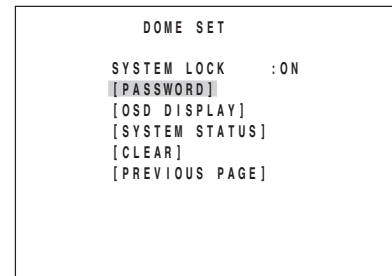 DOME SET
SYSTEM LOCK :ON
[PASSWORD]
[OSD DISPLAY]
[SYSTEM STATUS]
[CLEAR]
[PREVIOUS PAGE]